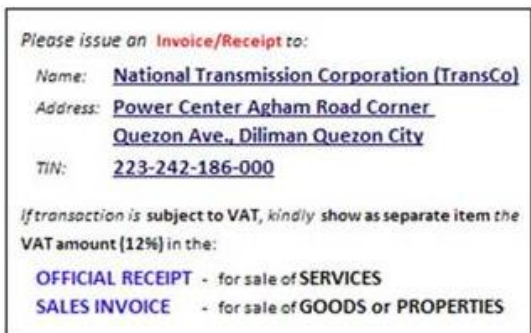 Please issue an Invoice/Receipt to:
Name: National Transmission Corporation (TransCo)
Address: Power Center Agham Road Corner
Quezon Ave., Diliman Quezon City
TIN: 223-242-186-000
If transaction is subject to VAT, kindly show as separate item the
VAT amount (12%) in the:
OFFICIAL RECEIPT - for sale of SERVICES
SALES INVOICE - for sale of GOODS or PROPERTIES